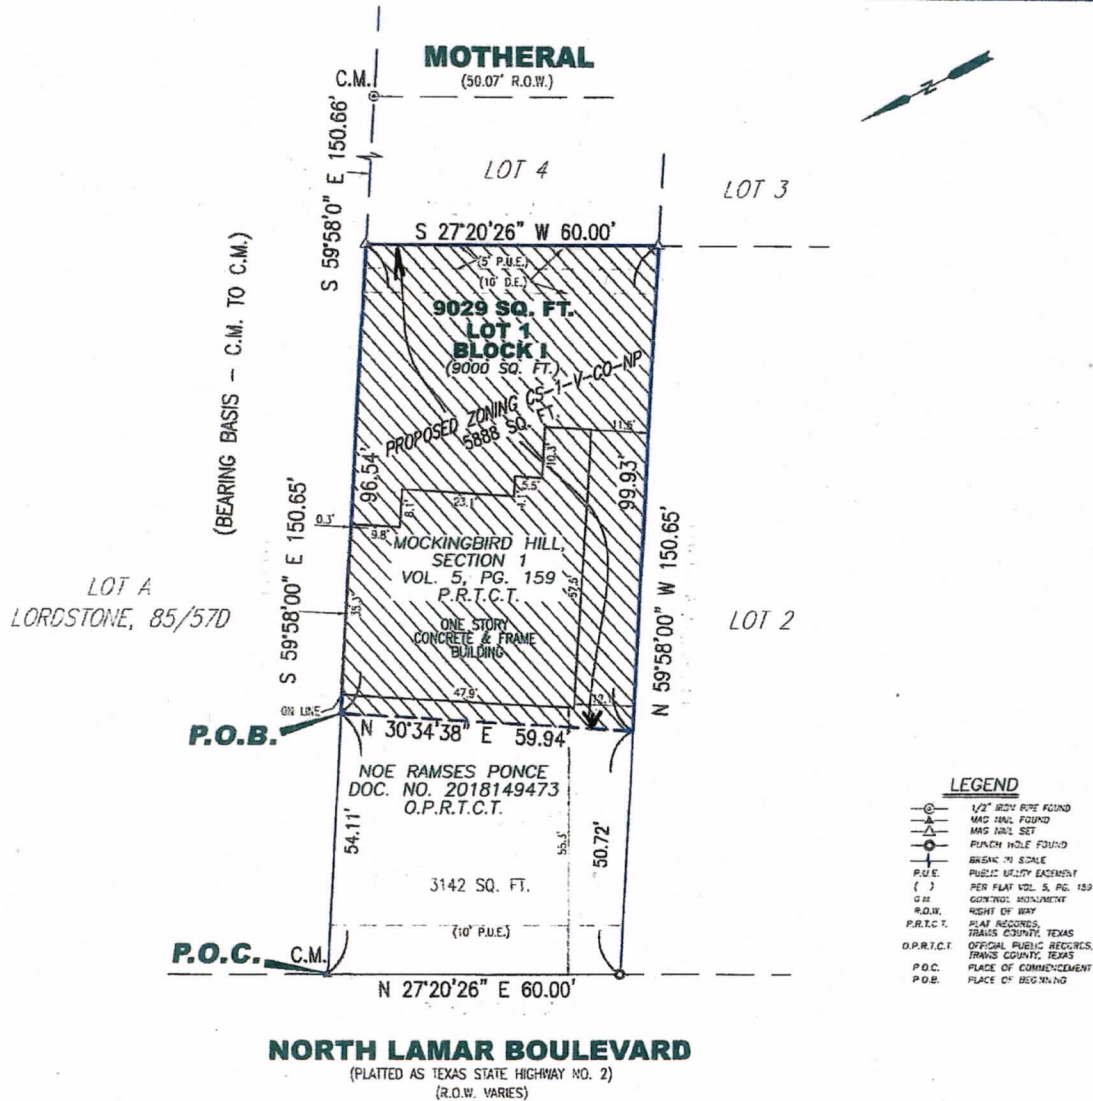 MOTHERAL
(50.07' R.O.W.)
C.M.
N
S 59°58'0" E 150.66'
LOT 4
LOT 3
S 27°20'26" W 60.00'
(5' P.U.E.)
(10' D.E.)
9029 SQ. FT.
LOT 1
BLOCK I
(9000 SQ. FT.)
(BEARING BASIS - C.M. TO C.M.)
PROPOSED ZONING CS-1-V-CO-NP
5888 SQ. FT.
11.6'
10.3'
5.5'
23.1'
8.1'
9.8'
0.3'
96.54'
99.93'
S 59°58'00" E 150.65'
N 59°58'00" W 150.65'
MOCKINGBIRD HILL,
SECTION 1
VOL. 5, PG. 159
P.R.T.C.T.
57.5'
LOT A
LORDSTONE, 85/57D
LOT 2
ONE STORY
CONCRETE & FRAME
BUILDING
47.9'
ON LINE
P.O.B.
N 30°34'38" E 59.94'
NOE RAMSES PONCE
DOC. NO. 2018149473
O.P.R.T.C.T.
54.11'
55.3'
50.72'
3142 SQ. FT.
(10' P.U.E.)
P.O.C.
C.M.
N 27°20'26" E 60.00'
NORTH LAMAR BOULEVARD
(PLATTED AS TEXAS STATE HIGHWAY NO. 2)
(R.O.W. VARIES)
LEGEND
1/2" IRON PIPE FOUND
MAG NAIL FOUND
MAG NAIL SET
PUNCH HOLE FOUND
BREAK IN SCALE
P.U.E. PUBLIC UTILITY EASEMENT
( ) PER PLAT VOL. 5, PG. 159
C.M. CONTROL MONUMENT
R.O.W. RIGHT OF WAY
P.R.T.C.T. PLAT RECORDS,
TRAVIS COUNTY, TEXAS
O.P.R.T.C.T. OFFICIAL PUBLIC RECORDS,
TRAVIS COUNTY, TEXAS
P.O.C. PLACE OF COMMENCEMENT
P.O.B. PLACE OF BEGINNING